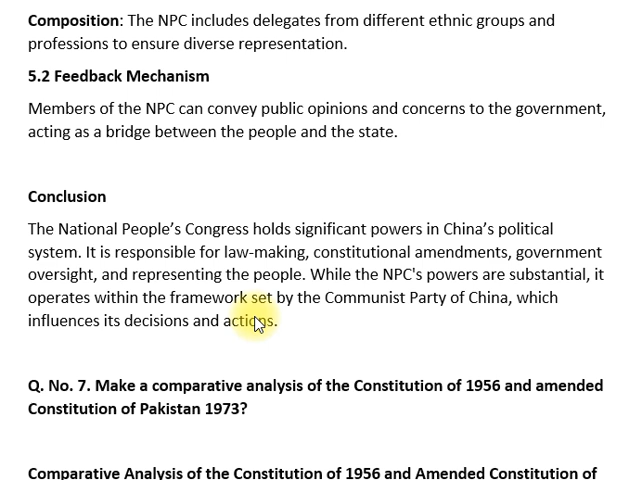 Composition: The NPC includes delegates from different ethnic groups and
professions to ensure diverse representation.
5.2 Feedback Mechanism
Members of the NPC can convey public opinions and concerns to the government,
acting as a bridge between the people and the state.
Conclusion
The National People’s Congress holds significant powers in China’s political
system. It is responsible for law-making, constitutional amendments, government
oversight, and representing the people. While the NPC's powers are substantial, it
operates within the framework set by the Communist Party of China, which
influences its decisions and actions.
Q. No. 7. Make a comparative analysis of the Constitution of 1956 and amended
Constitution of Pakistan 1973?
Comparative Analysis of the Constitution of 1956 and Amended Constitution of